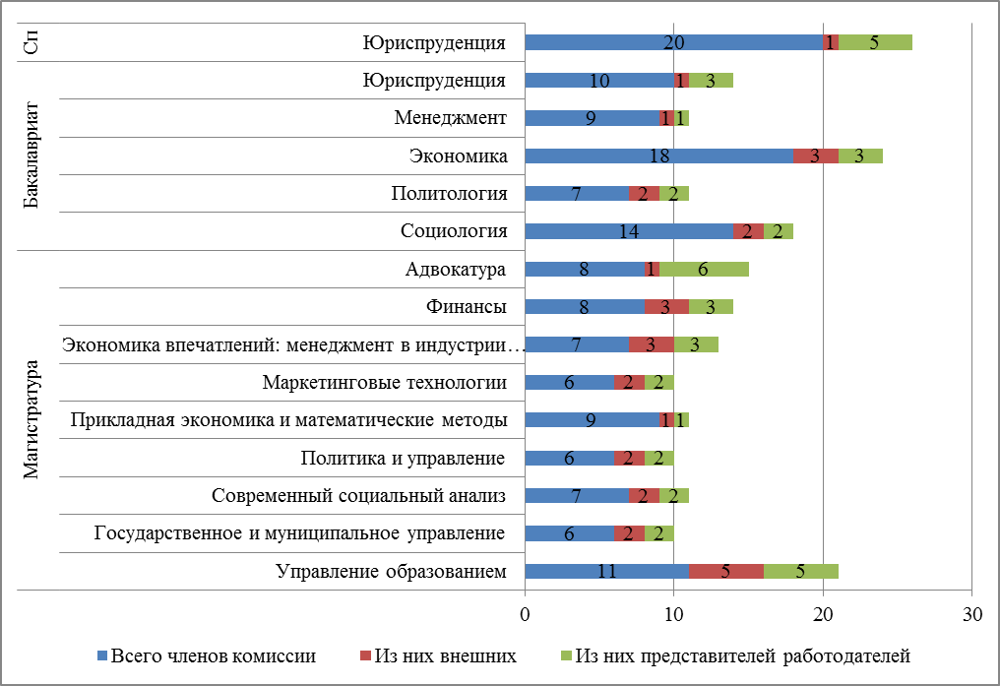 Сп
Юриспруденция
20 1 5
Бакалавриат
Юриспруденция
10 1 3
Менеджмент
9 1 1
Экономика
18 3 3
Политология
7 2 2
Социология
14 2 2
Магистратура
Адвокатура
8 1 6
Финансы
8 3 3
Экономика впечатлений: менеджмент в индустрии…
7 3 3
Маркетинговые технологии
6 2 2
Прикладная экономика и математические методы
9 1 1
Политика и управление
6 2 2
Современный социальный анализ
7 2 2
Государственное и муниципальное управление
6 2 2
Управление образованием
11 5 5
0 10 20 30
Всего членов комиссии Из них внешних Из них представителей работодателей